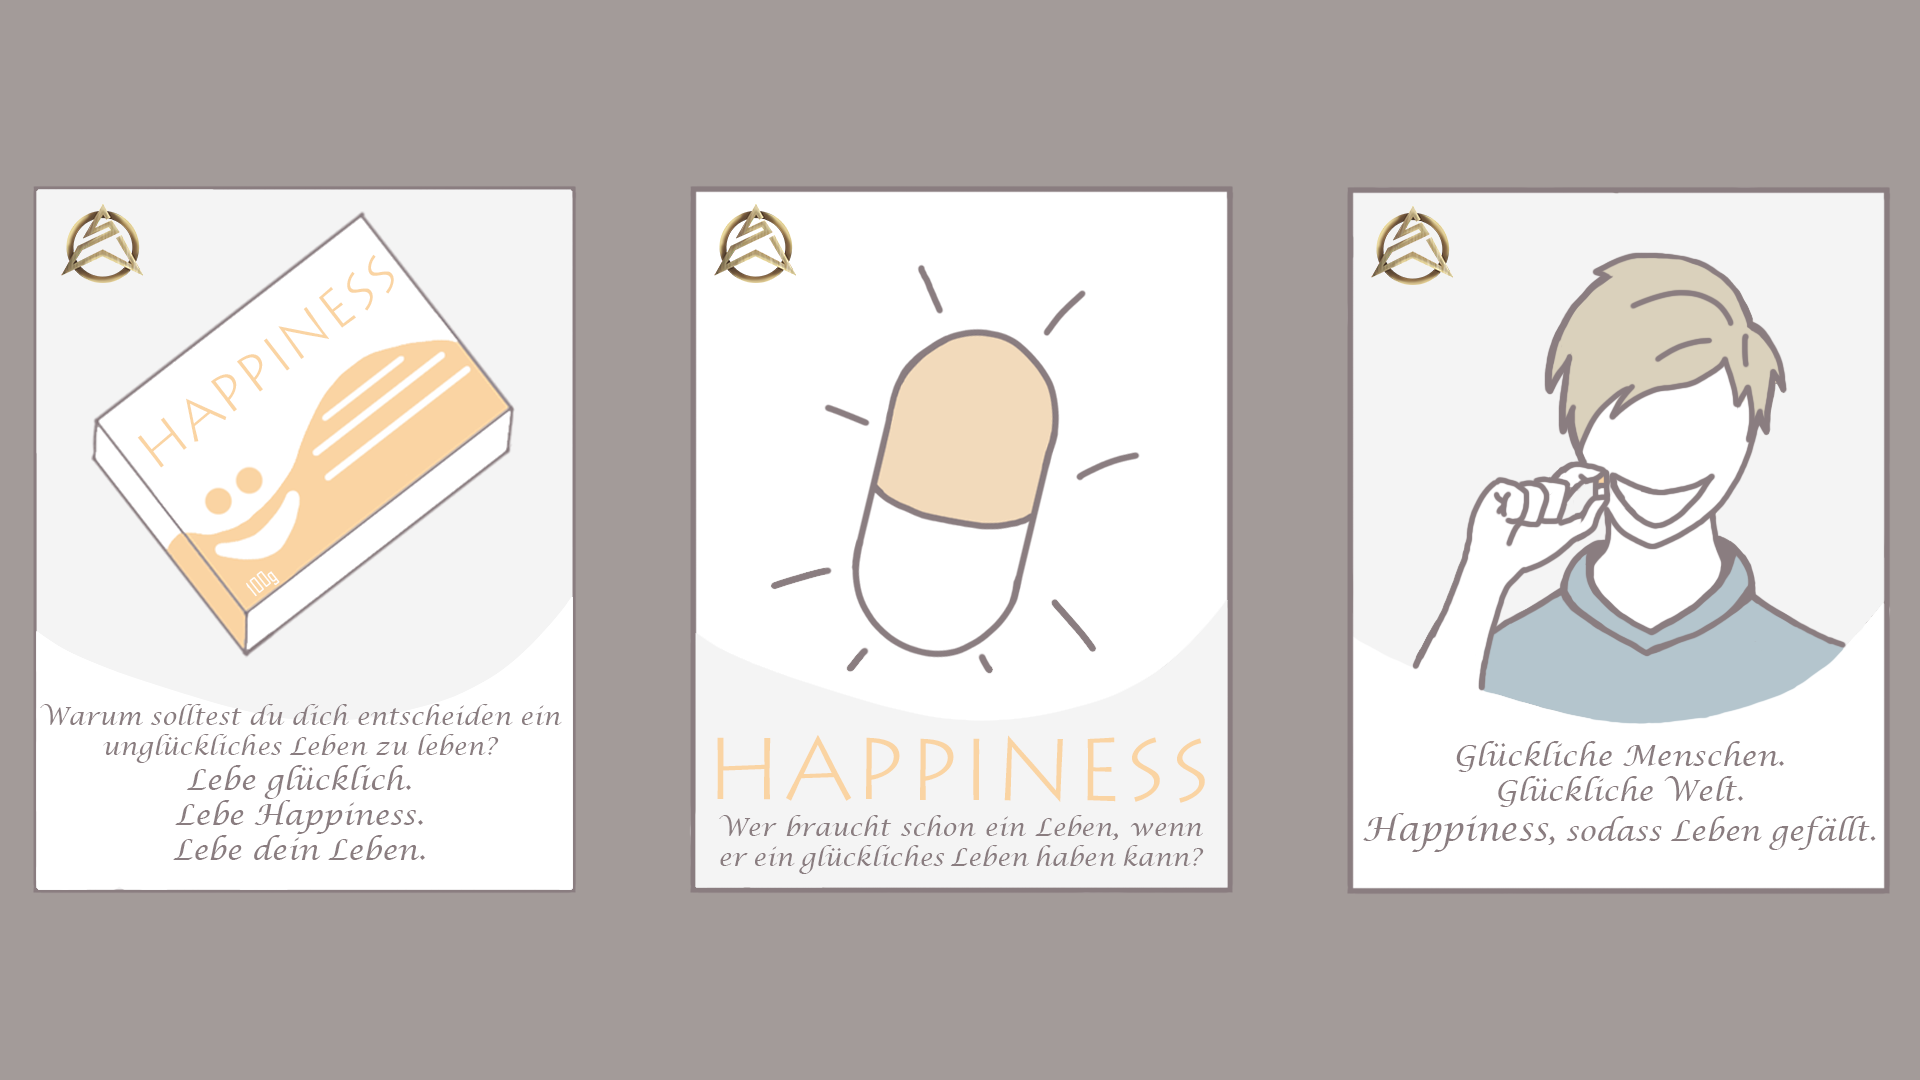 HAPPINESS
100g
Warum solltest du dich entscheiden ein
unglückliches Leben zu leben?
Lebe glücklich.
Lebe Happiness.
Lebe dein Leben.
HAPPINESS
Wer braucht schon ein Leben, wenn
er ein glückliches Leben haben kann?
Glückliche Menschen.
Glückliche Welt.
Happiness, sodass Leben gefällt.